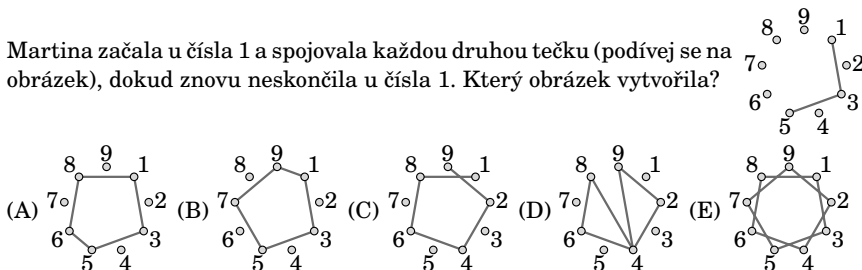 Martina začala u čísla 1 a spojovala každou druhou tečku (podívej se na
obrázek), dokud znovu neskončila u čísla 1. Který obrázek vytvořila?
9
8 1
7 2
6 3
5 4
(A) 9 8 1 7 2 6 3 5 4
(B) 9 8 1 7 2 6 3 5 4
(C) 9 8 1 7 2 6 3 5 4
(D) 9 8 1 7 2 6 3 5 4
(E) 9 8 1 7 2 6 3 5 4